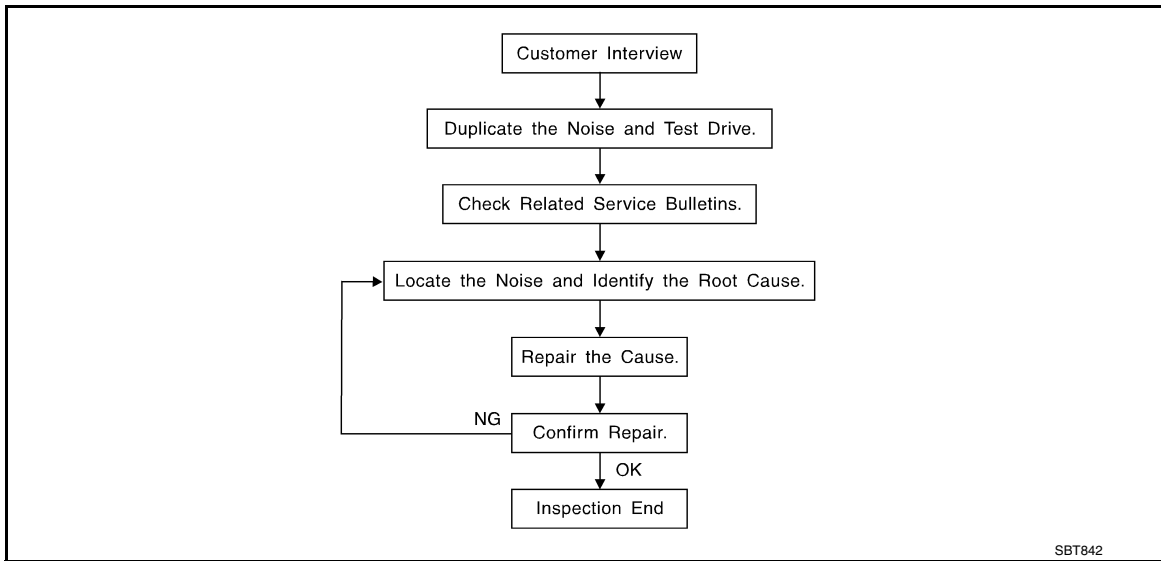 Customer Interview
Duplicate the Noise and Test Drive.
Check Related Service Bulletins.
Locate the Noise and Identify the Root Cause.
Repair the Cause.
NG
Confirm Repair.
OK
Inspection End
SBT842